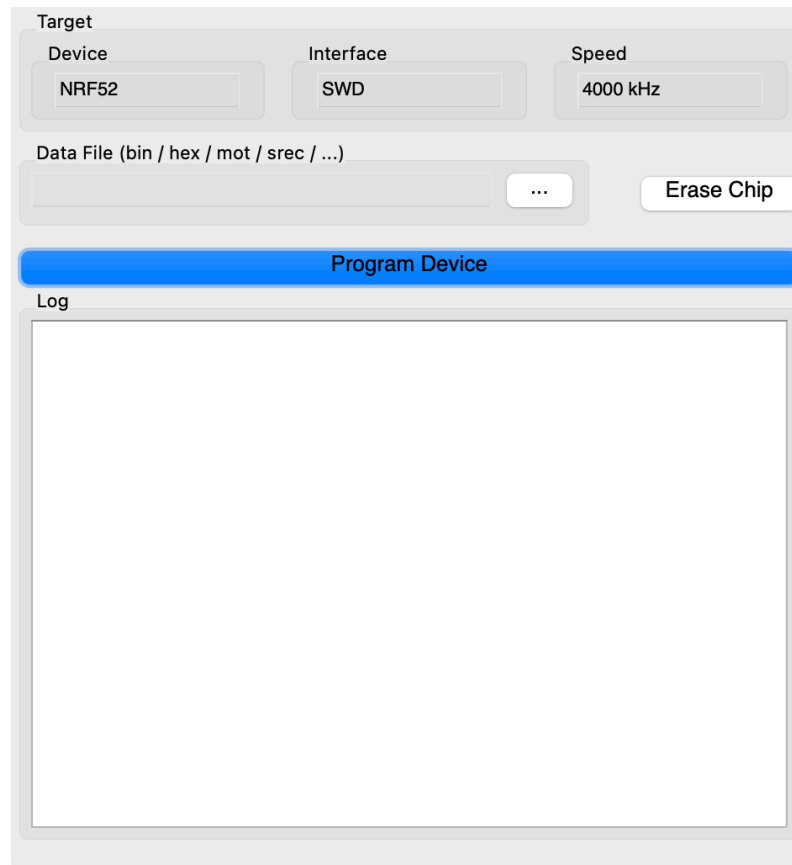 Target
Device Interface Speed
NRF52 SWD 4000 kHz
Data File (bin / hex / mot / srec / ...)
... Erase Chip
Program Device
Log